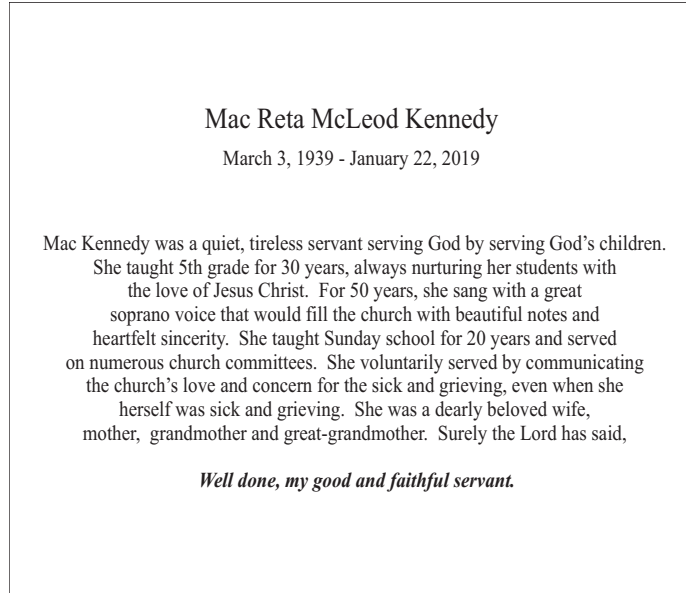 Mac Reta McLeod Kennedy
March 3, 1939 - January 22, 2019
Mac Kennedy was a quiet, tireless servant serving God by serving God’s children.
She taught 5th grade for 30 years, always nurturing her students with
the love of Jesus Christ.  For 50 years, she sang with a great
soprano voice that would fill the church with beautiful notes and
heartfelt sincerity.  She taught Sunday school for 20 years and served
on numerous church committees.  She voluntarily served by communicating
the church’s love and concern for the sick and grieving, even when she
herself was sick and grieving.  She was a dearly beloved wife,
mother,  grandmother and great-grandmother.  Surely the Lord has said,
Well done, my good and faithful servant.